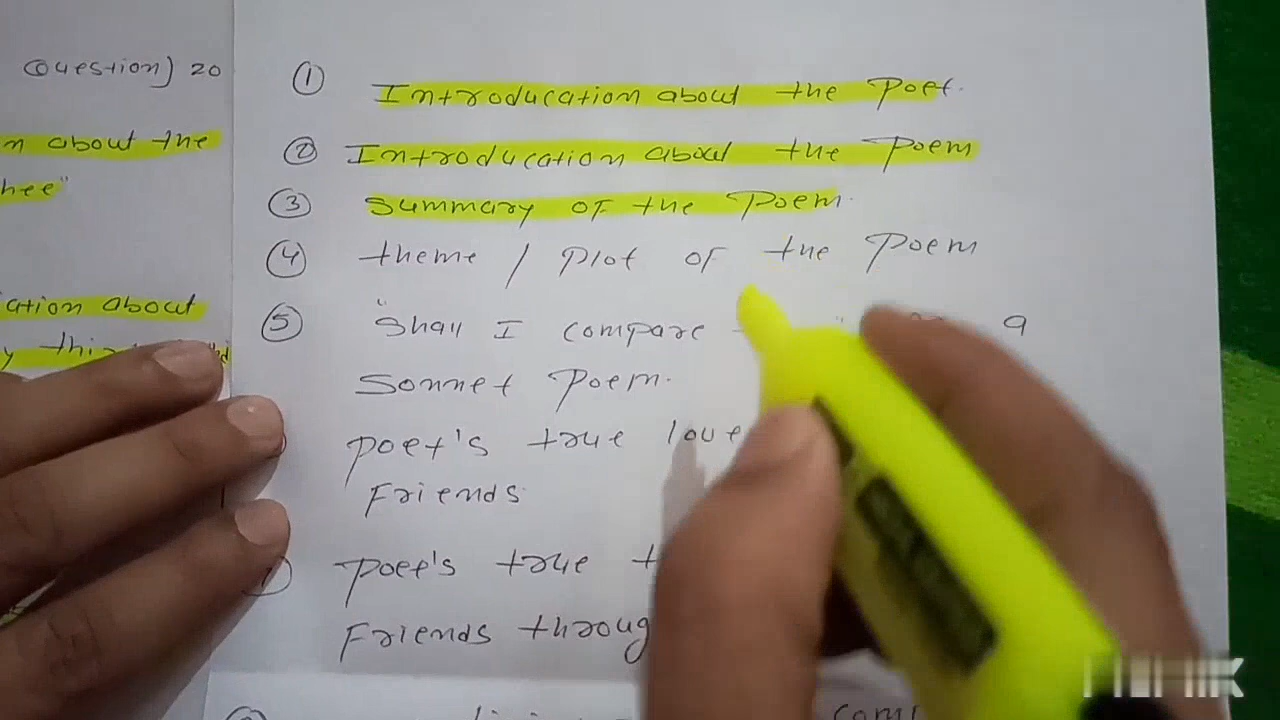 Question] 20
n about the
hee"
ation about
y thi
① Introducation about the Poet.
② Introducation about the Poem
③ Summary of the Poem.
④ theme / Plot of the Poem
⑤ "Shall I compare a
Sonnet Poem.
Poet's true love
Friends.
Poet's true
Friends throug